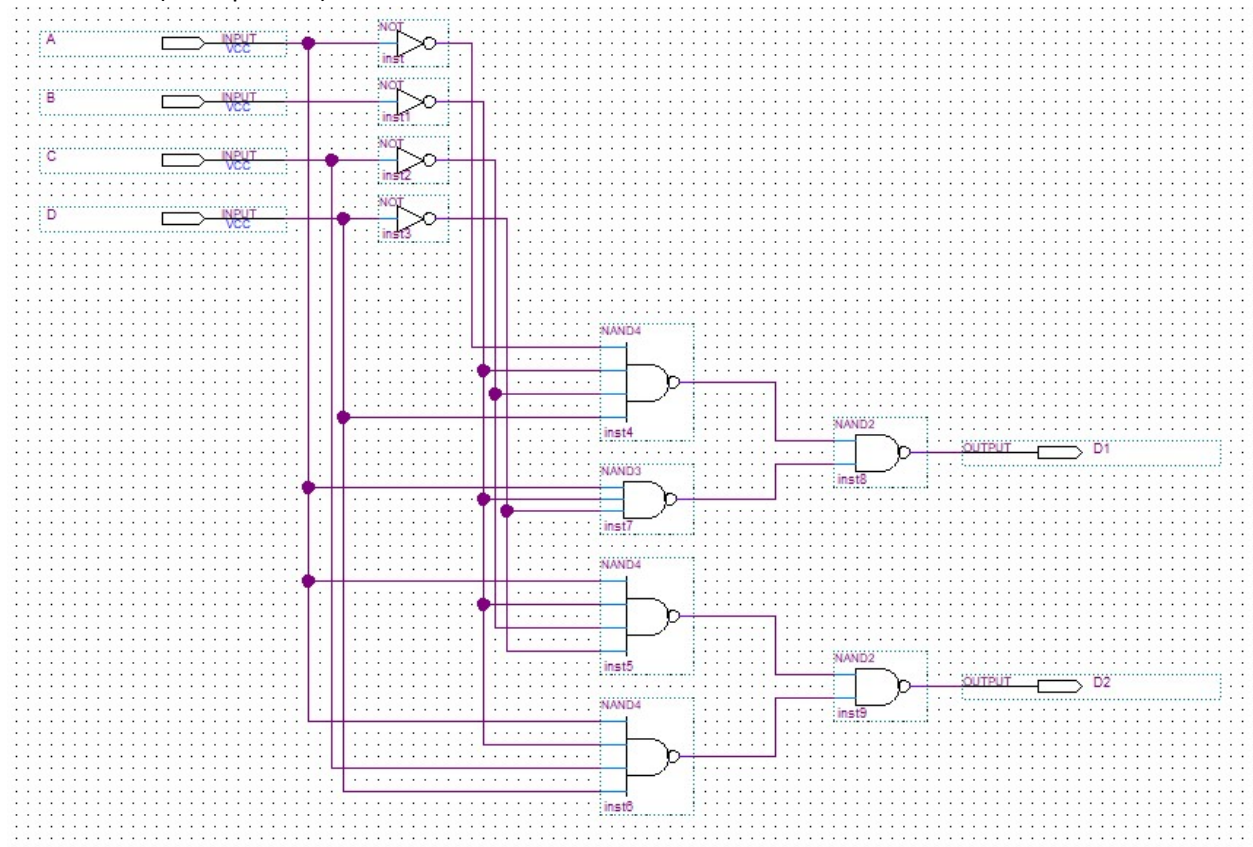 NOT
A INPUT VCC
inst
NOT
B INPUT VCC
inst1
NOT
C INPUT VCC
inst2
NOT
D INPUT VCC
inst3
NAND4
inst4
NAND2
OUTPUT D1
inst8
NAND3
inst7
NAND4
inst5
NAND2
OUTPUT D2
inst9
NAND4
inst6